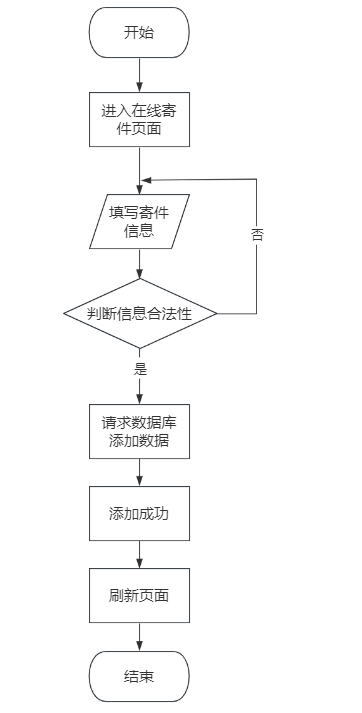 开始
进入在线寄
件页面
填写寄件
信息
否
判断信息合法性
是
请求数据库
添加数据
添加成功
刷新页面
结束